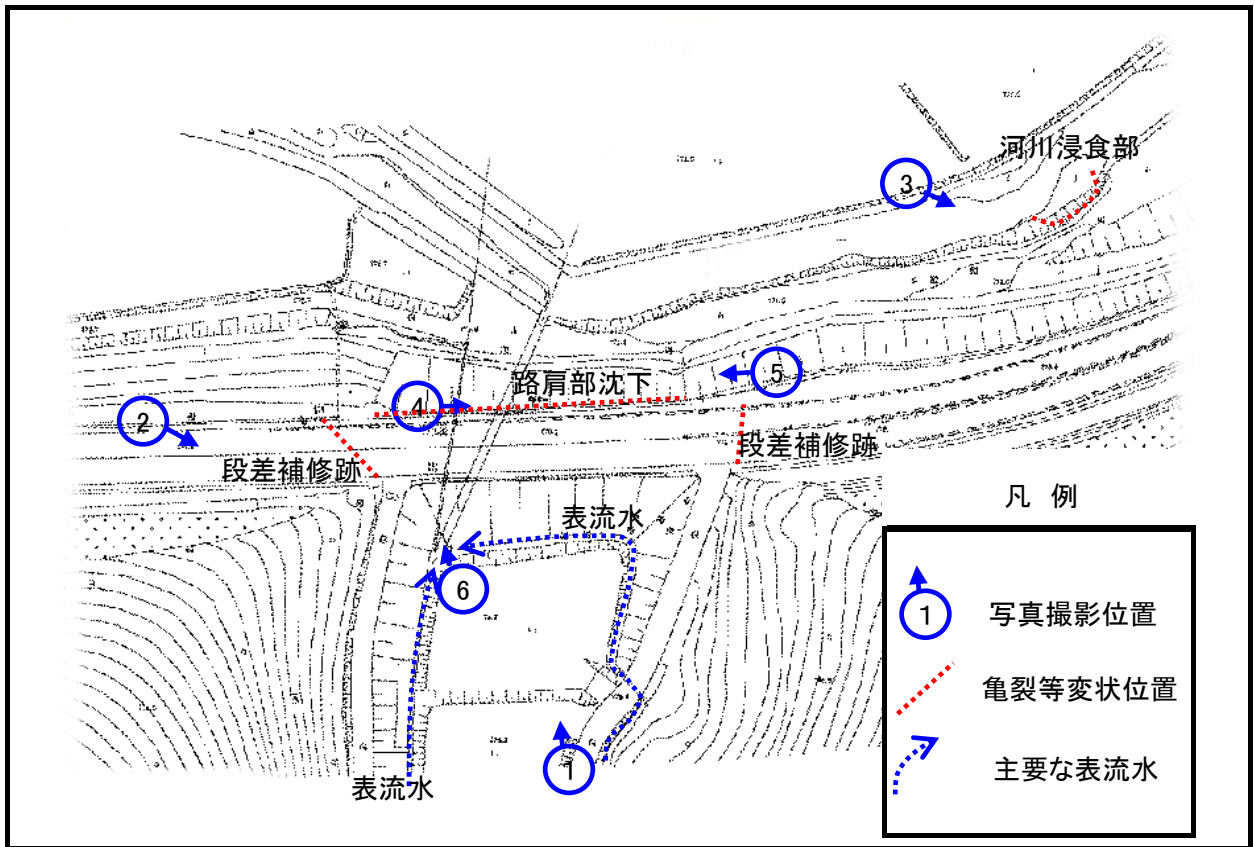 河川浸食部
3
路肩部沈下
5
4
2
段差補修跡
段差補修跡
表流水
6
表流水
1
凡 例
1 写真撮影位置
亀裂等変状位置
主要な表流水